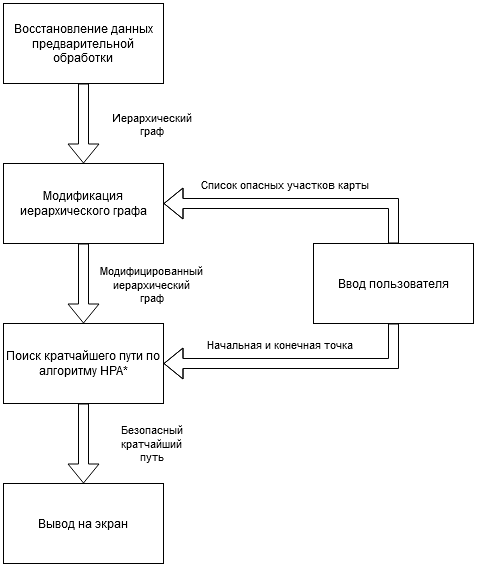 Восстановление данных
предварительной
обработки
Иерархический
граф
Модификация
иерархического графа
Список опасных участков карты
Ввод пользователя
Модифицированный
иерархический
граф
Начальная и конечная точка
Поиск кратчайшего пути по
алгоритму HPA*
Безопасный
кратчайший
путь
Вывод на экран